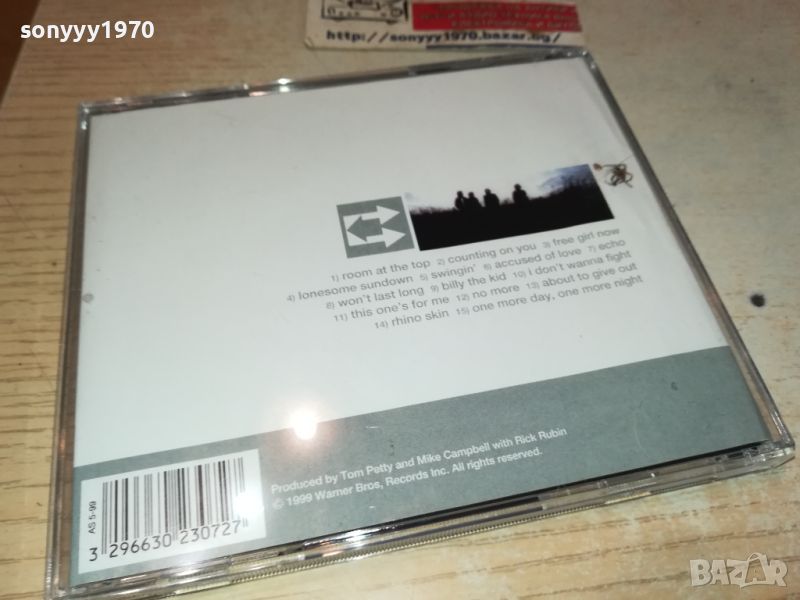 sonyyy1970
http://sonyyy1970.bazar.bg/
1) room at the top 2) counting on you 3) free girl now
4) lonesome sundown 5) swingin' 6) accused of love 7) echo
8) won't last long 9) billy the kid 10) i don't wanna fight
11) this one's for me 12) no more 13) about to give out
14) rhino skin 15) one more day, one more night
Produced by Tom Petty and Mike Campbell with Rick Rubin
© 1999 Warner Bros, Records Inc. All rights reserved.
AS 5-99
3 296630 230727
sonyyy1970
BAZAR